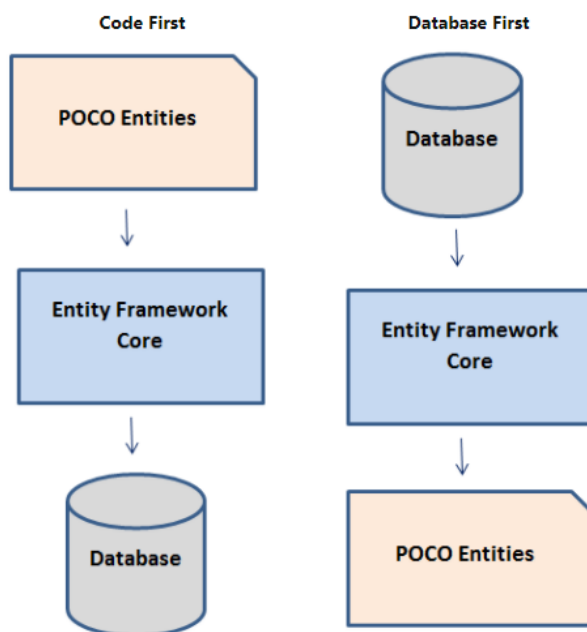 Code First
POCO Entities
Entity Framework
Core
Database
Database First
Database
Entity Framework
Core
POCO Entities